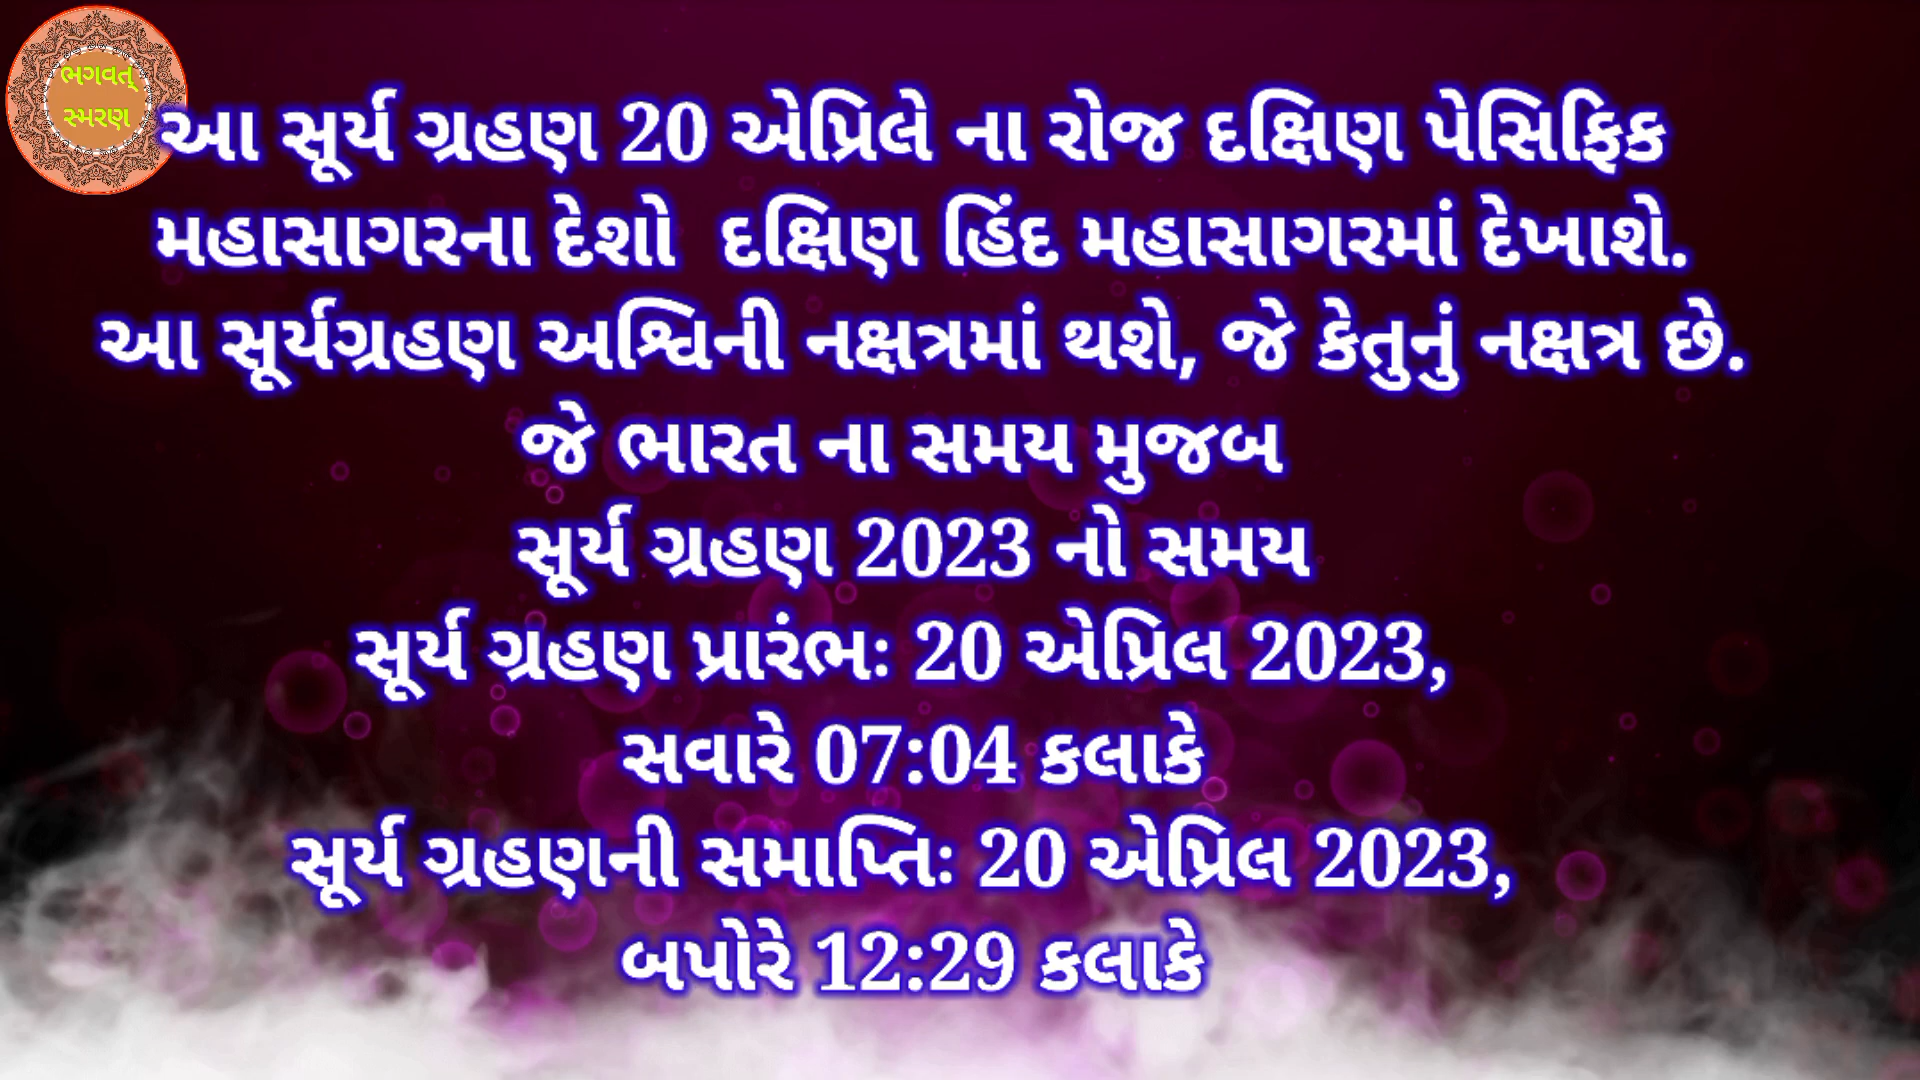 ભગવત્
સ્મરણ
આ સૂર્ય ગ્રહણ 20 એપ્રિલે ના રોજ દક્ષિણ પેસિફિક
મહાસાગરના દેશો દક્ષિણ હિંદ મહાસાગરમાં દેખાશે.
આ સૂર્યગ્રહણ અશ્વિની નક્ષત્રમાં થશે, જે કેતુનું નક્ષત્ર છે.
જે ભારત ના સમય મુજબ
સૂર્ય ગ્રહણ 2023 નો સમય
સૂર્ય ગ્રહણ પ્રારંભઃ 20 એપ્રિલ 2023,
સવારે 07:04 કલાકે
સૂર્ય ગ્રહણની સમાપ્તિઃ 20 એપ્રિલ 2023,
બપોરે 12:29 કલાકે